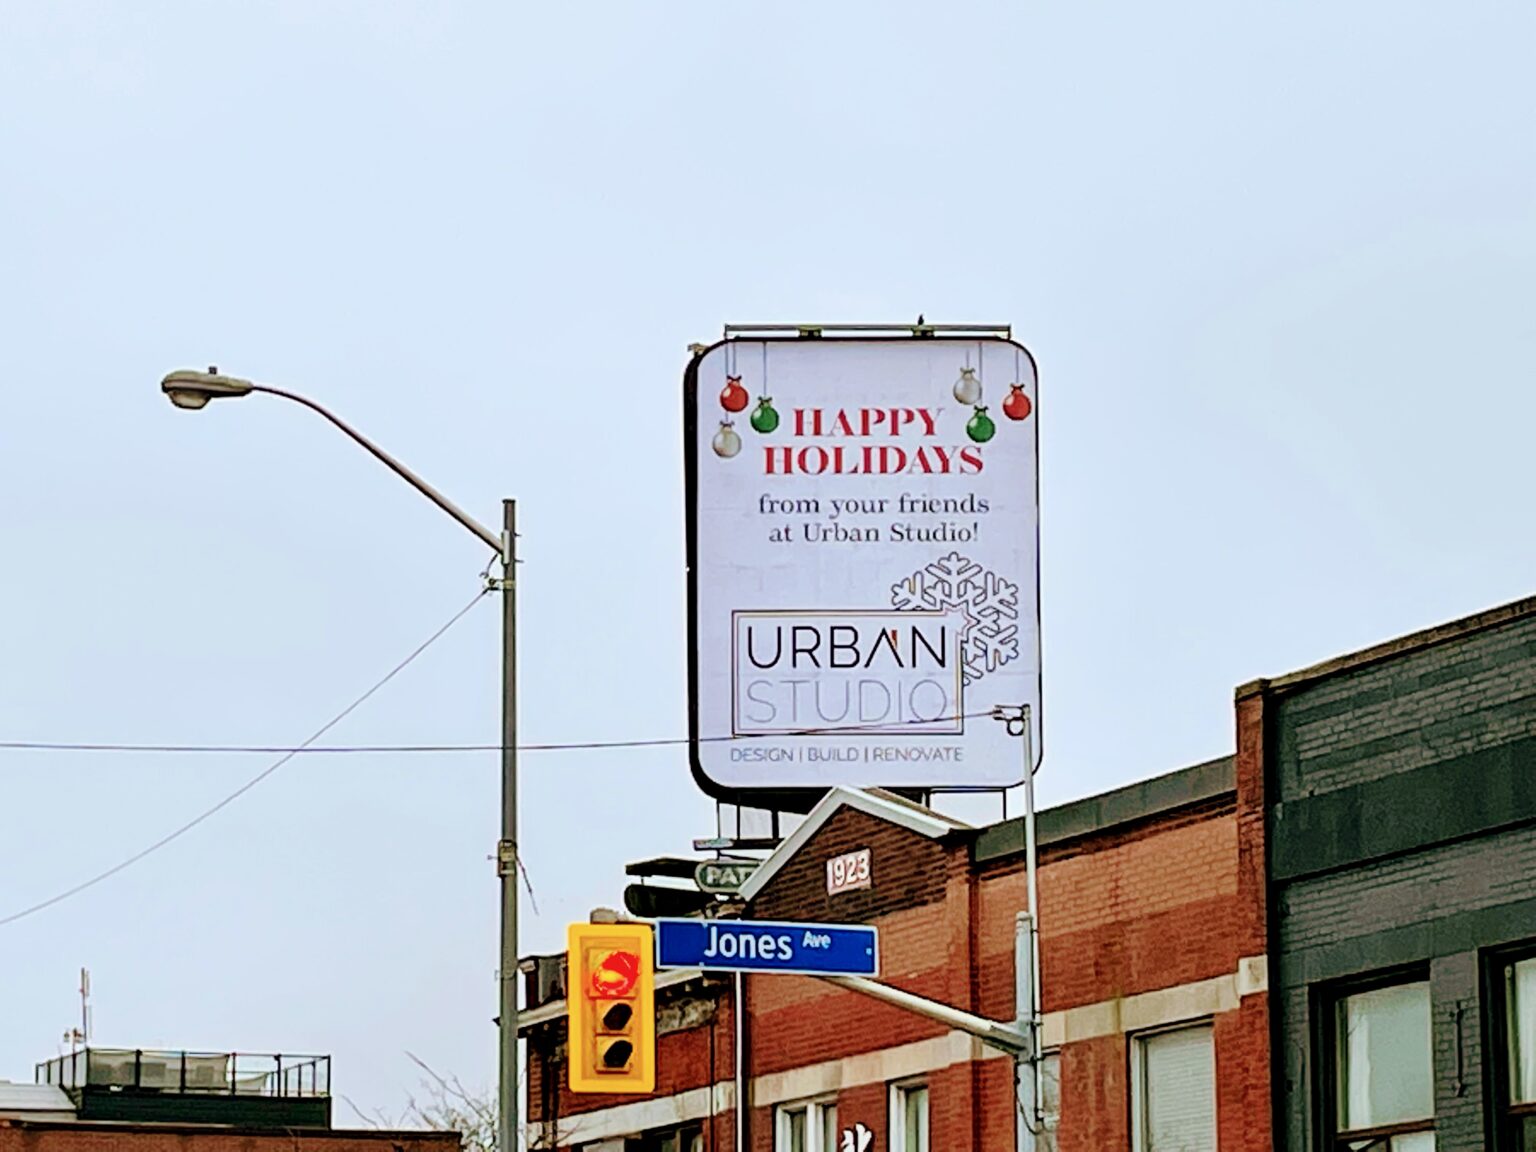 HAPPY
HOLIDAYS
from your friends
at Urban Studio!
URBAN
STUDIO
DESIGN | BUILD | RENOVATE
1923
Jones Ave